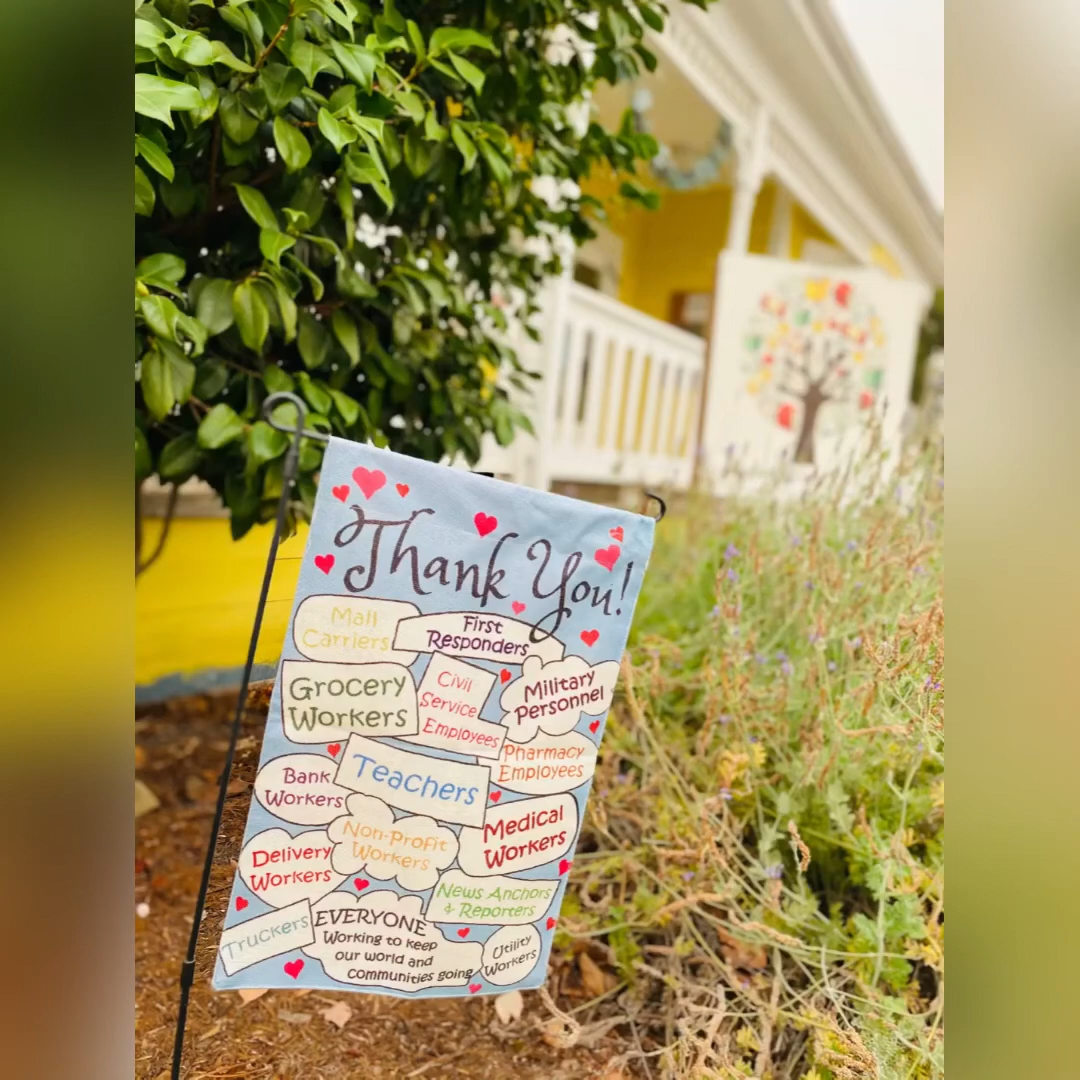 Thank You!
Mail
Carriers
First
Responders
Grocery
Workers
Civil
Service
Employees
Military
Personnel
Pharmacy
Employees
Teachers
Bank
Workers
Non-Profit
Workers
Medical
Workers
Delivery
Workers
News Anchors
& Reporters
Truckers
EVERYONE
Working to keep
our world and
communities going
Utility
Workers